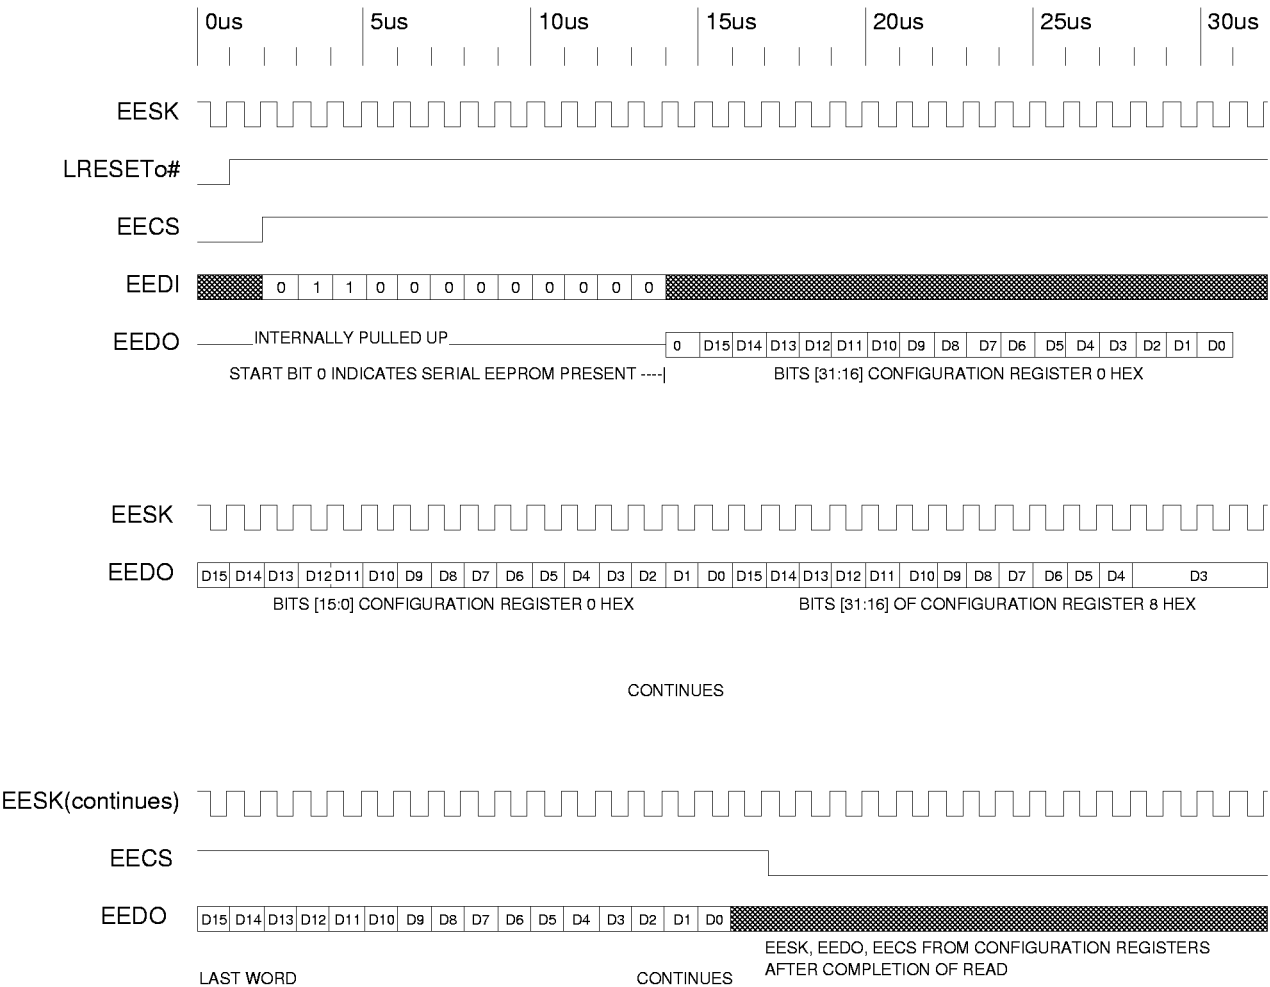 0us 5us 10us 15us 20us 25us 30us
EESK
LRESETo#
EECS
EEDI 0 1 1 0 0 0 0 0 0 0 0 0
EEDO INTERNALLY PULLED UP 0 D15 D14 D13 D12 D11 D10 D9 D8 D7 D6 D5 D4 D3 D2 D1 D0
START BIT 0 INDICATES SERIAL EEPROM PRESENT ----| BITS [31:16] CONFIGURATION REGISTER 0 HEX
EESK
EEDO D15 D14 D13 D12 D11 D10 D9 D8 D7 D6 D5 D4 D3 D2 D1 D0 D15 D14 D13 D12 D11 D10 D9 D8 D7 D6 D5 D4 D3
BITS [15:0] CONFIGURATION REGISTER 0 HEX BITS [31:16] OF CONFIGURATION REGISTER 8 HEX
CONTINUES
EESK(continues)
EECS
EEDO D15 D14 D13 D12 D11 D10 D9 D8 D7 D6 D5 D4 D3 D2 D1 D0
EESK, EEDO, EECS FROM CONFIGURATION REGISTERS
AFTER COMPLETION OF READ
LAST WORD CONTINUES